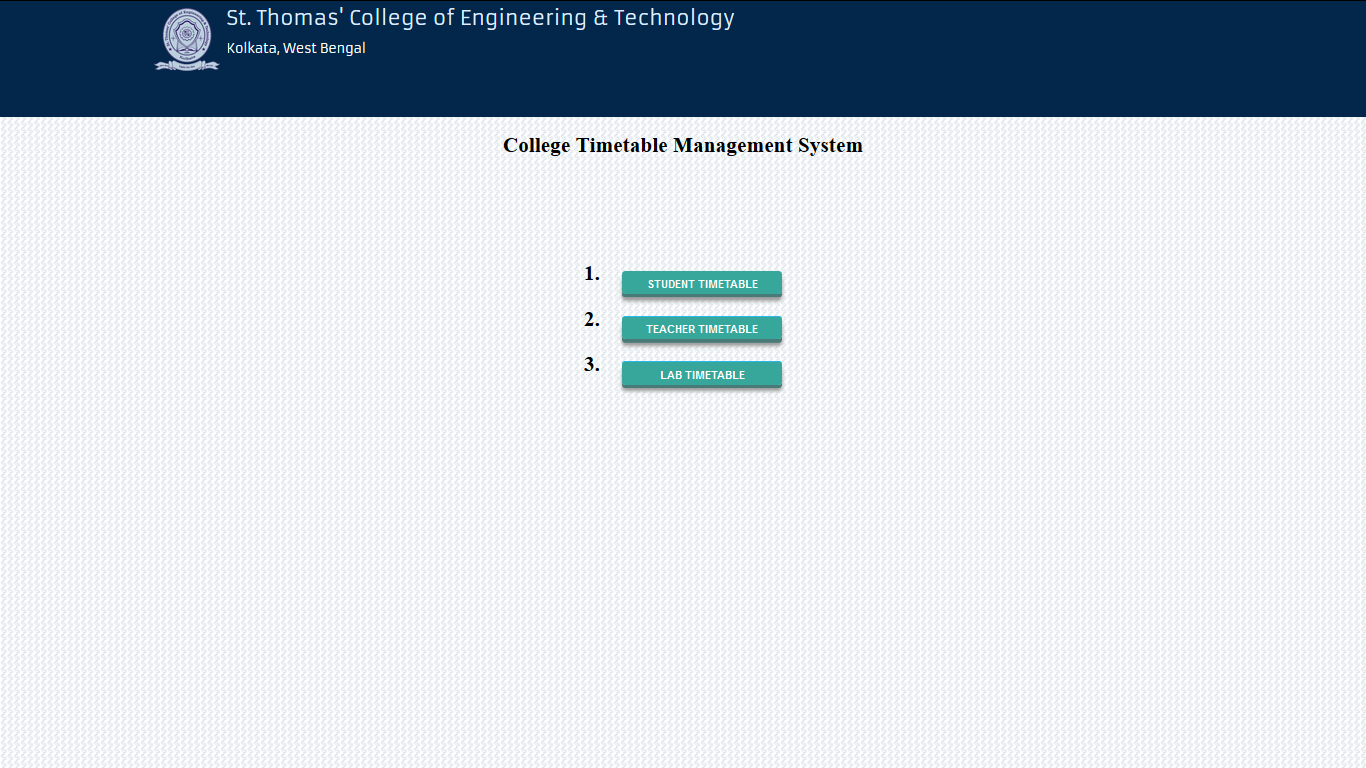 St. Thomas' College of Engineering & Technology
Kolkata, West Bengal
College Timetable Management System
1. STUDENT TIMETABLE
2. TEACHER TIMETABLE
3. LAB TIMETABLE